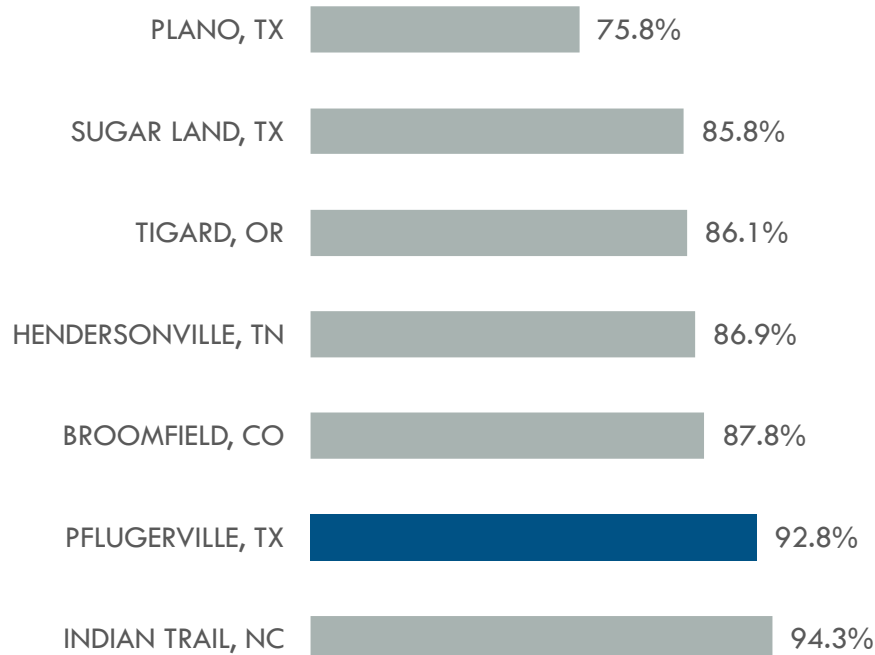 PLANO, TX 75.8%
SUGAR LAND, TX 85.8%
TIGARD, OR 86.1%
HENDERSONVILLE, TN 86.9%
BROOMFIELD, CO 87.8%
PFLUGERVILLE, TX 92.8%
INDIAN TRAIL, NC 94.3%